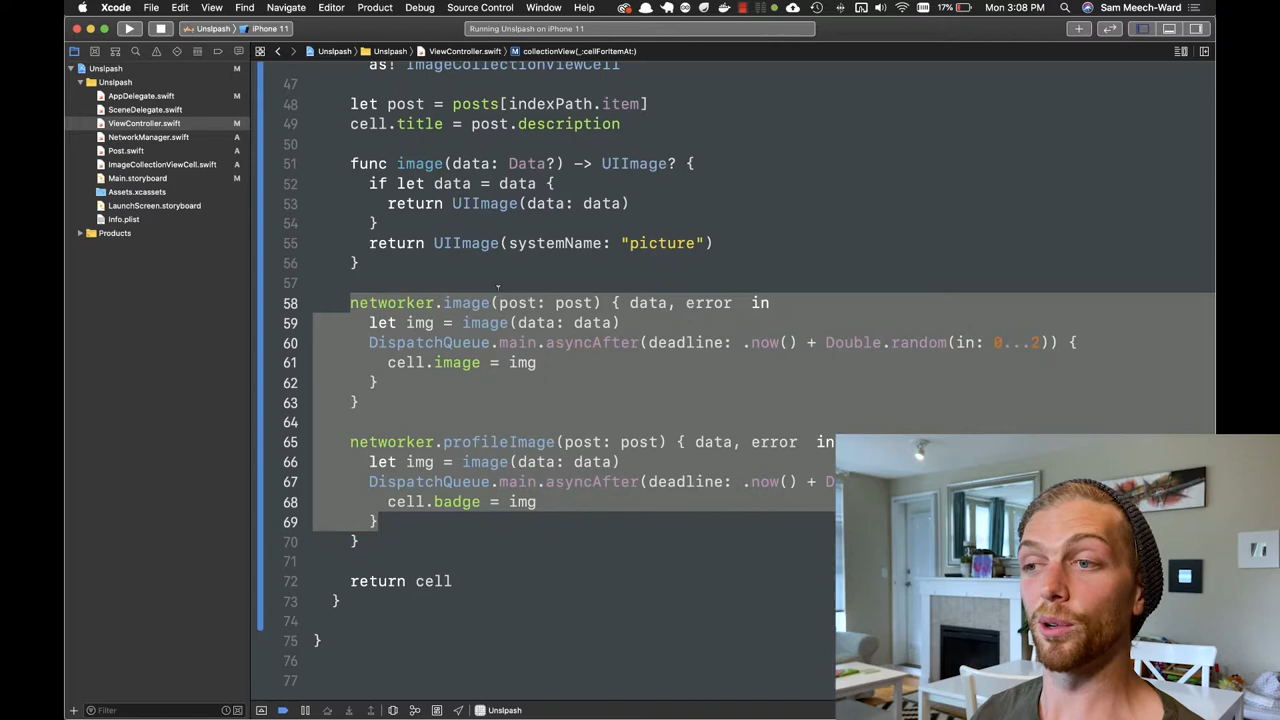 Xcode File Edit View Find Navigate Editor Product Debug Source Control Window Help 17% Mon 3:08 PM Sam Meech-Ward
Unslpash iPhone 11 Running Unslpash on iPhone 11
Unslpash Unslpash ViewController.swift M collectionView(_:cellForItemAt:)
Unslpash M
Unslpash
AppDelegate.swift M
SceneDelegate.swift
ViewController.swift M
NetworkManager.swift A
Post.swift A
ImageCollectionViewCell.swift A
Main.storyboard M
Assets.xcassets
LaunchScreen.storyboard
Info.plist
Products
as! ImageCollectionViewCell
47
48 let post = posts[indexPath.item]
49 cell.title = post.description
50
51 func image(data: Data?) -> UIImage? {
52 if let data = data {
53 return UIImage(data: data)
54 }
55 return UIImage(systemName: "picture")
56 }
57
58 networker.image(post: post) { data, error  in
59 let img = image(data: data)
60 DispatchQueue.main.asyncAfter(deadline: .now() + Double.random(in: 0...2)) {
61 cell.image = img
62 }
63 }
64
65 networker.profileImage(post: post) { data, error  in
66 let img = image(data: data)
67 DispatchQueue.main.asyncAfter(deadline: .now() + D
68 cell.badge = img
69 }
70 }
71
72 return cell
73 }
74
75 }
76
77
Filter
Unslpash